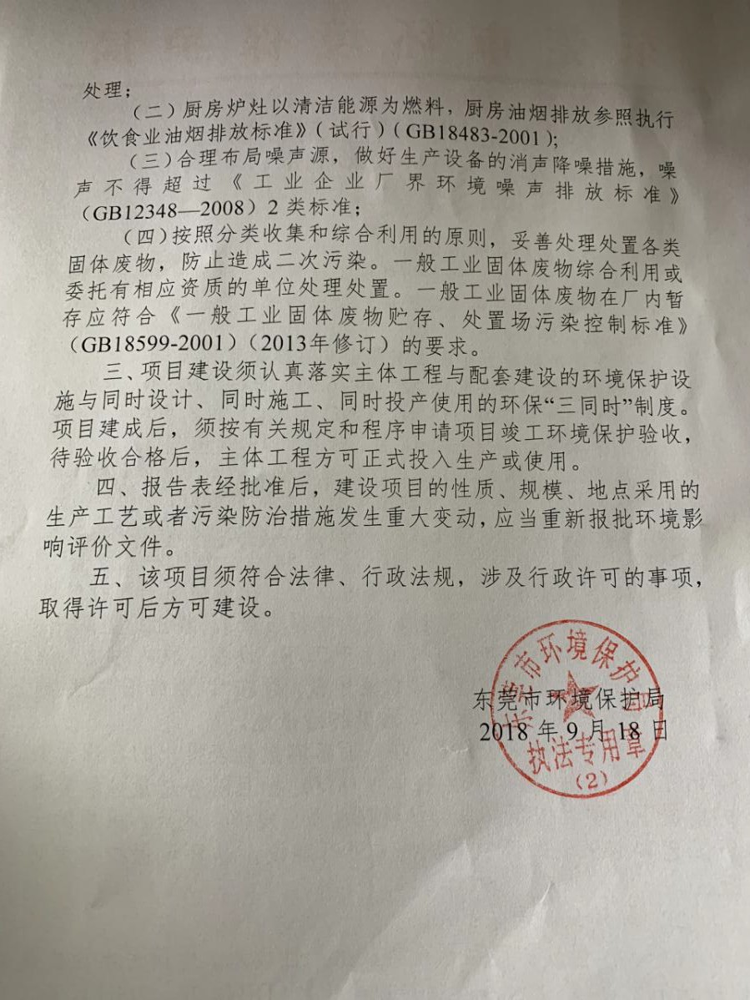 处理；
（二）厨房炉灶以清洁能源为燃料，厨房油烟排放参照执行
《饮食业油烟排放标准》（试行）（GB18483-2001）;
（三）合理布局噪声源，做好生产设备的消声降噪措施，噪
声不得超过《工业企业厂界环境噪声排放标准》
（GB12348—2008）2 类标准；
（四）按照分类收集和综合利用的原则，妥善处理处置各类
固体废物，防止造成二次污染。一般工业固体废物综合利用或
委托有相应资质的单位处理处置。一般工业固体废物在厂内暂
存应符合《一般工业固体废物贮存、处置场污染控制标准》
（GB18599-2001）（2013年修订）的要求。
三、项目建设须认真落实主体工程与配套建设的环境保护设
施与同时设计、同时施工、同时投产使用的环保“三同时”制度。
项目建成后，须按有关规定和程序申请项目竣工环境保护验收，
待验收合格后，主体工程方可正式投入生产或使用。
四、报告表经批准后，建设项目的性质、规模、地点采用的
生产工艺或者污染防治措施发生重大变动，应当重新报批环境影
响评价文件。
五、该项目须符合法律、行政法规，涉及行政许可的事项，
取得许可后方可建设。
东莞市环境保护局
2018 年 9 月 18 日
东莞市环境保护局
执法专用章
（2）